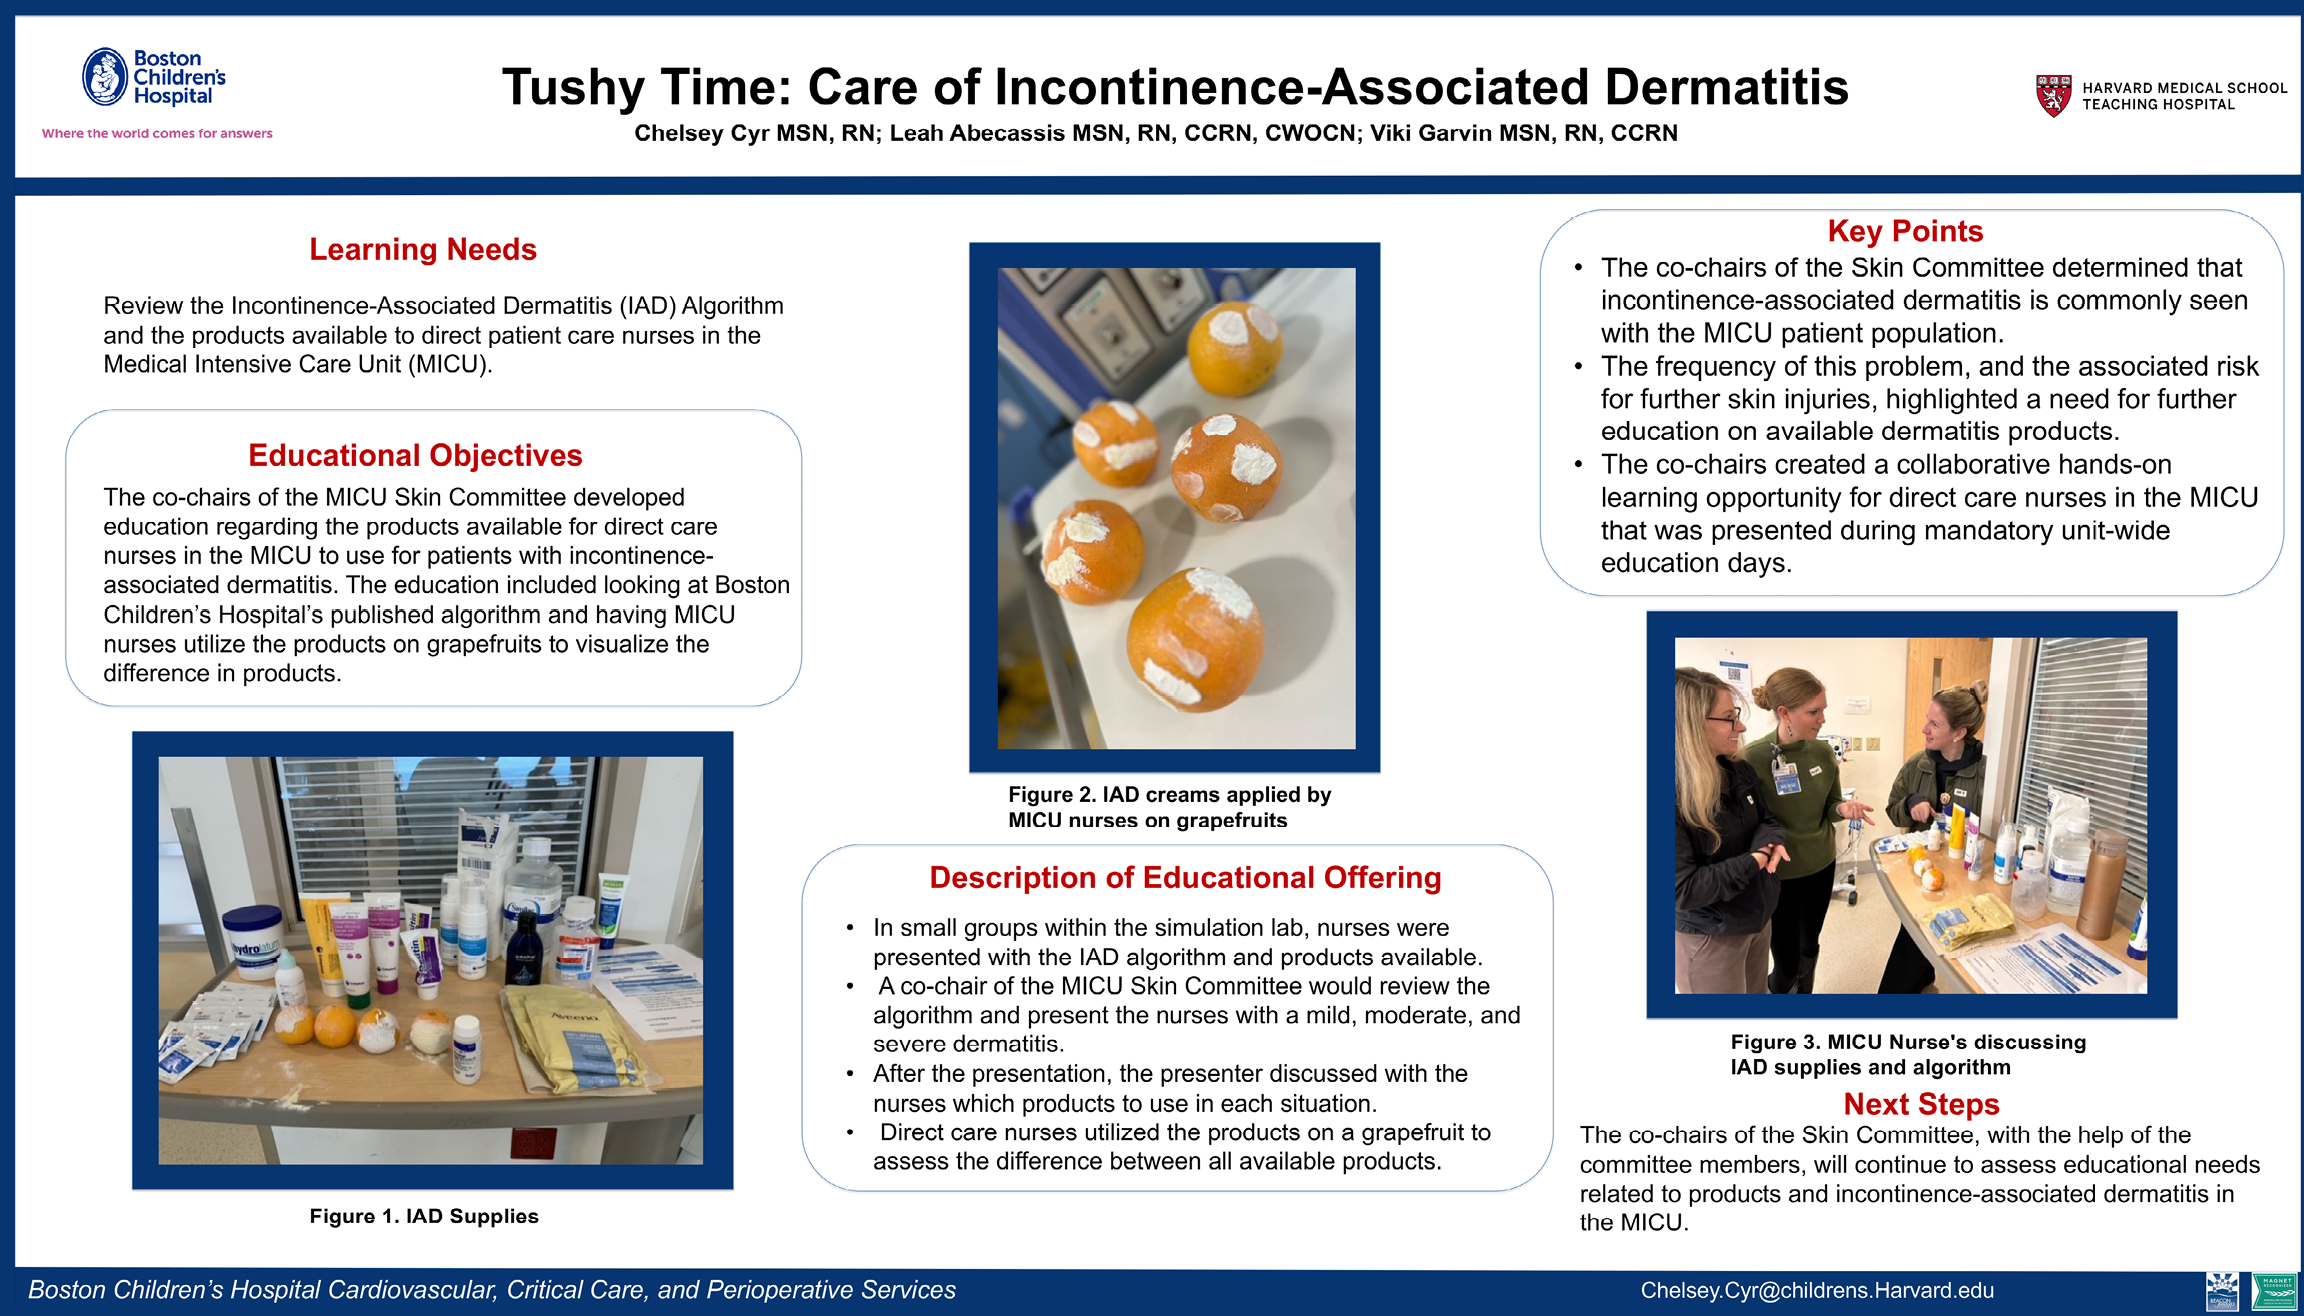 Boston
Children's
Hospital
Where the world comes for answers
Tushy Time: Care of Incontinence-Associated Dermatitis
Chelsey Cyr MSN, RN; Leah Abecassis MSN, RN, CCRN, CWOCN; Viki Garvin MSN, RN, CCRN
HARVARD MEDICAL SCHOOL
TEACHING HOSPITAL
Learning Needs
Review the Incontinence-Associated Dermatitis (IAD) Algorithm
and the products available to direct patient care nurses in the
Medical Intensive Care Unit (MICU).
Educational Objectives
The co-chairs of the MICU Skin Committee developed
education regarding the products available for direct care
nurses in the MICU to use for patients with incontinence-
associated dermatitis. The education included looking at Boston
Children's Hospital's published algorithm and having MICU
nurses utilize the products on grapefruits to visualize the
difference in products.
hydrolatum
Aveeno
Figure 1. IAD Supplies
Figure 2. IAD creams applied by
MICU nurses on grapefruits
Description of Educational Offering
• In small groups within the simulation lab, nurses were
presented with the IAD algorithm and products available.
• A co-chair of the MICU Skin Committee would review the
algorithm and present the nurses with a mild, moderate, and
severe dermatitis.
• After the presentation, the presenter discussed with the
nurses which products to use in each situation.
• Direct care nurses utilized the products on a grapefruit to
assess the difference between all available products.
Key Points
• The co-chairs of the Skin Committee determined that
incontinence-associated dermatitis is commonly seen
with the MICU patient population.
• The frequency of this problem, and the associated risk
for further skin injuries, highlighted a need for further
education on available dermatitis products.
• The co-chairs created a collaborative hands-on
learning opportunity for direct care nurses in the MICU
that was presented during mandatory unit-wide
education days.
Figure 3. MICU Nurse's discussing
IAD supplies and algorithm
Next Steps
The co-chairs of the Skin Committee, with the help of the
committee members, will continue to assess educational needs
related to products and incontinence-associated dermatitis in
the MICU.
Boston Children's Hospital Cardiovascular, Critical Care, and Perioperative Services
Chelsey.Cyr@childrens.Harvard.edu
BEACON
MAGNET
RECOGNIZED